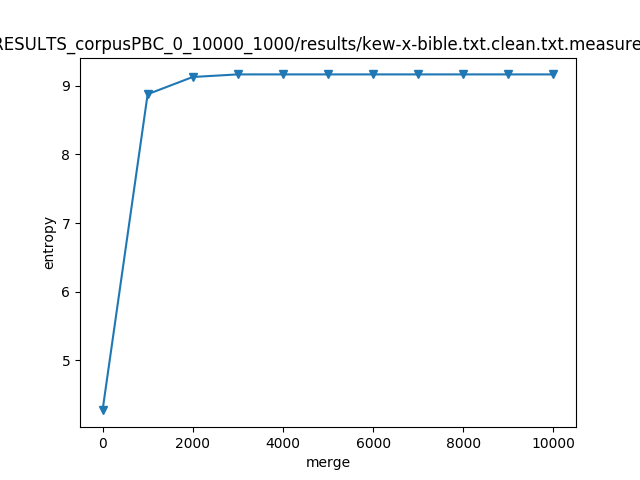 RESULTS_corpusPBC_0_10000_1000/results/kew-x-bible.txt.clean.txt.measure
9
8
7
6
5
entropy
0 2000 4000 6000 8000 10000
merge